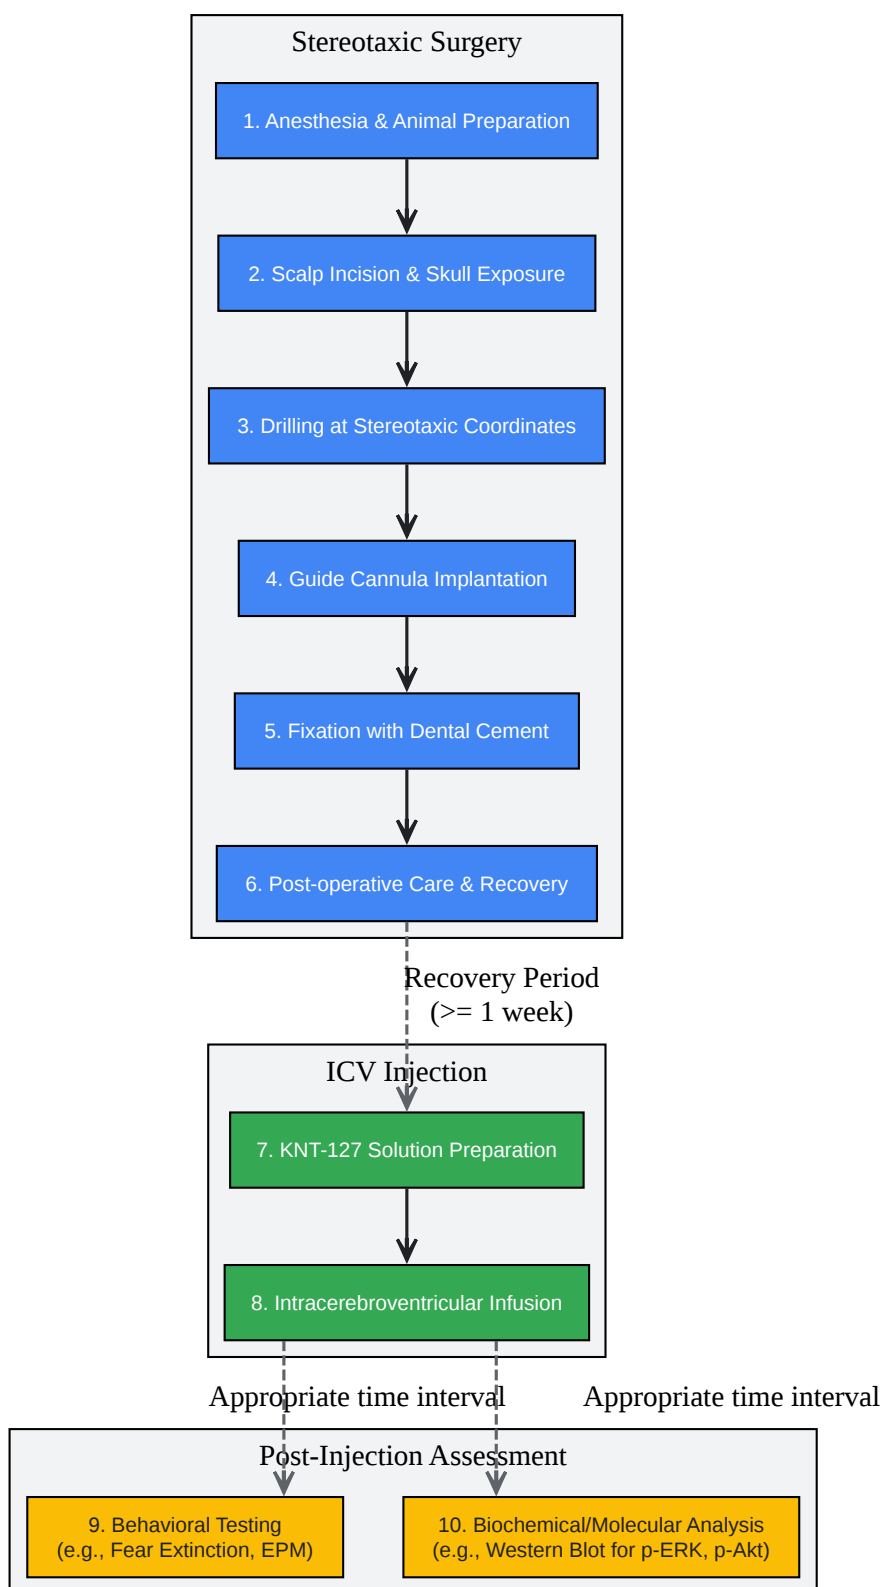 Stereotaxic Surgery
1. Anesthesia & Animal Preparation
2. Scalp Incision & Skull Exposure
3. Drilling at Stereotaxic Coordinates
4. Guide Cannula Implantation
5. Fixation with Dental Cement
6. Post-operative Care & Recovery
Recovery Period
(>= 1 week)
ICV Injection
7. KNT-127 Solution Preparation
8. Intracerebroventricular Infusion
Appropriate time interval
Appropriate time interval
Post-Injection Assessment
9. Behavioral Testing
(e.g., Fear Extinction, EPM)
10. Biochemical/Molecular Analysis
(e.g., Western Blot for p-ERK, p-Akt)